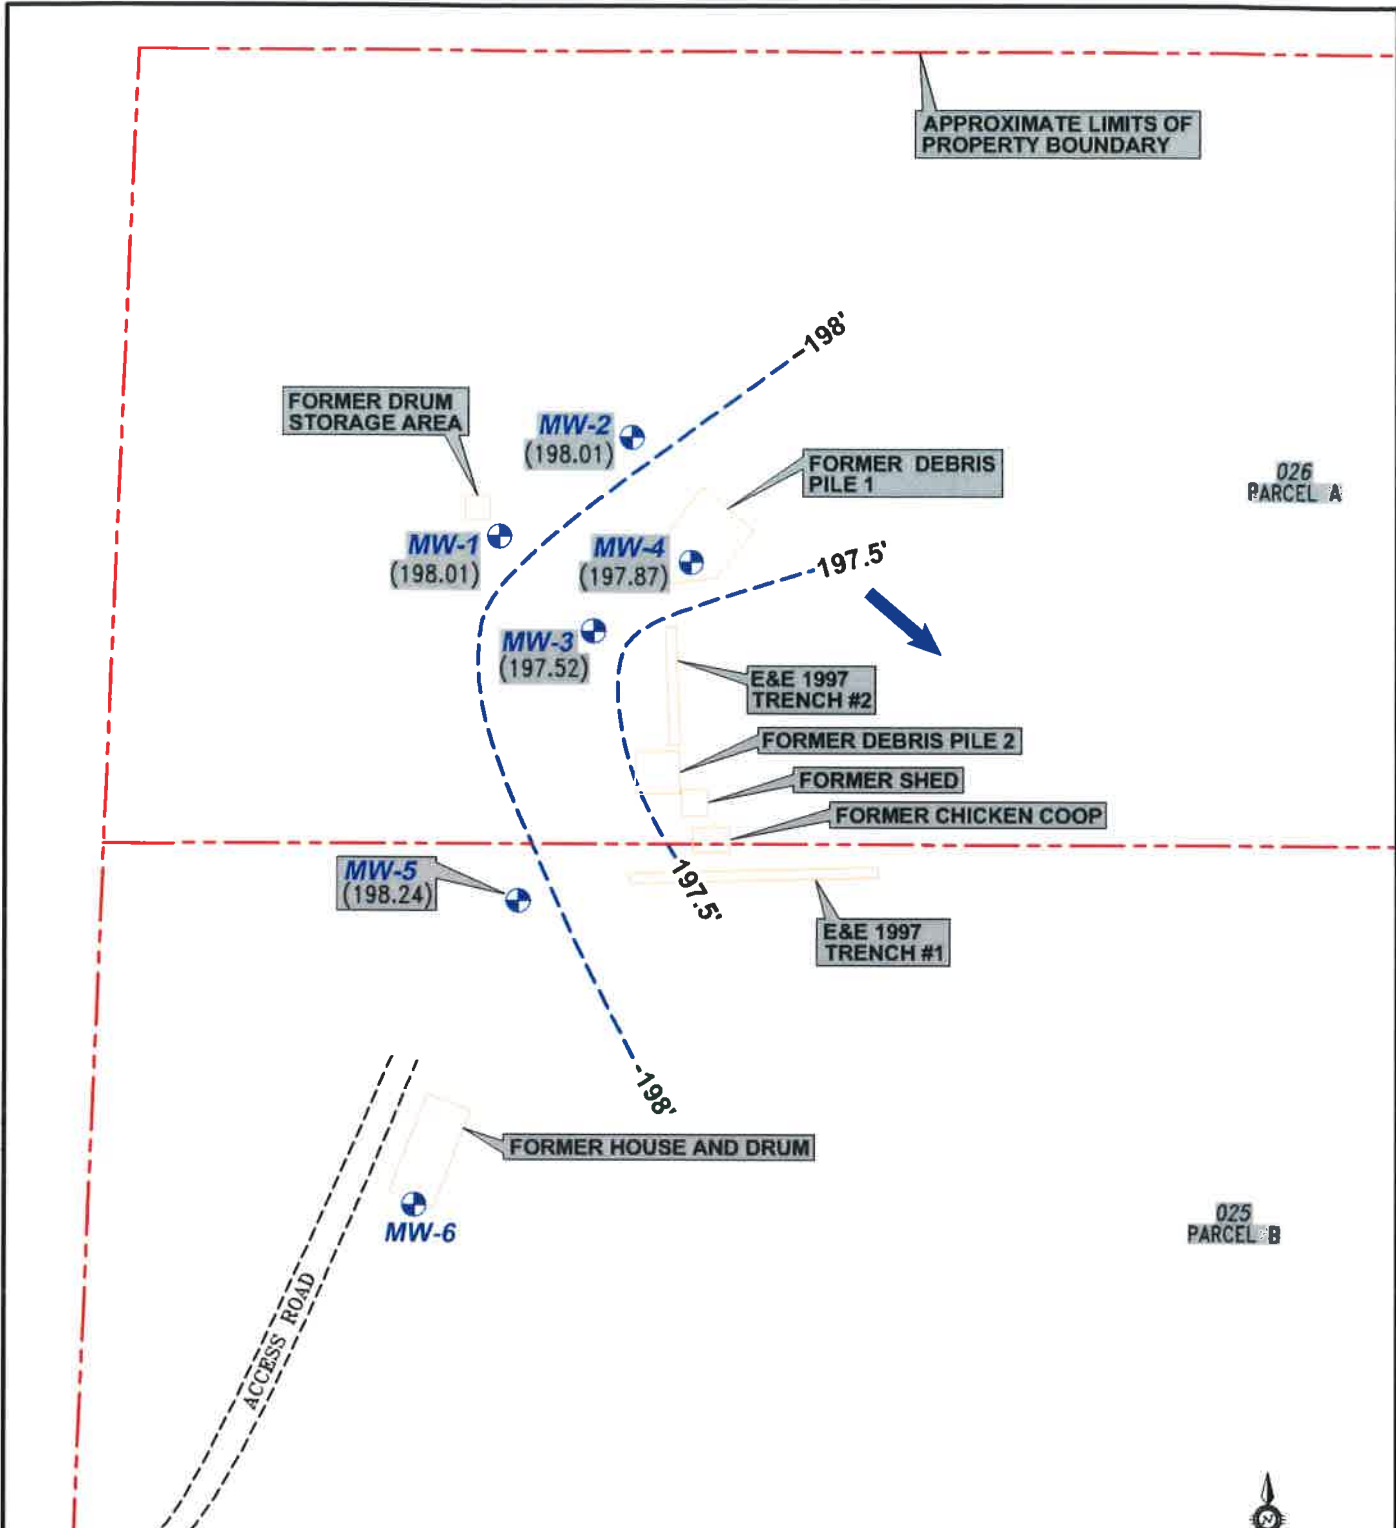 APPROXIMATE LIMITS OF
PROPERTY BOUNDARY
198'
FORMER DRUM
STORAGE AREA
MW-2
(198.01)
FORMER DEBRIS
PILE 1
026
PARCEL A
MW-1
(198.01)
MW-4
(197.87)
197.5'
MW-3
(197.52)
E&E 1997
TRENCH #2
FORMER DEBRIS PILE 2
FORMER SHED
FORMER CHICKEN COOP
MW-5
(198.24)
197.5'
E&E 1997
TRENCH #1
198'
FORMER HOUSE AND DRUM
MW-6
025
PARCEL B
ACCESS ROAD
N